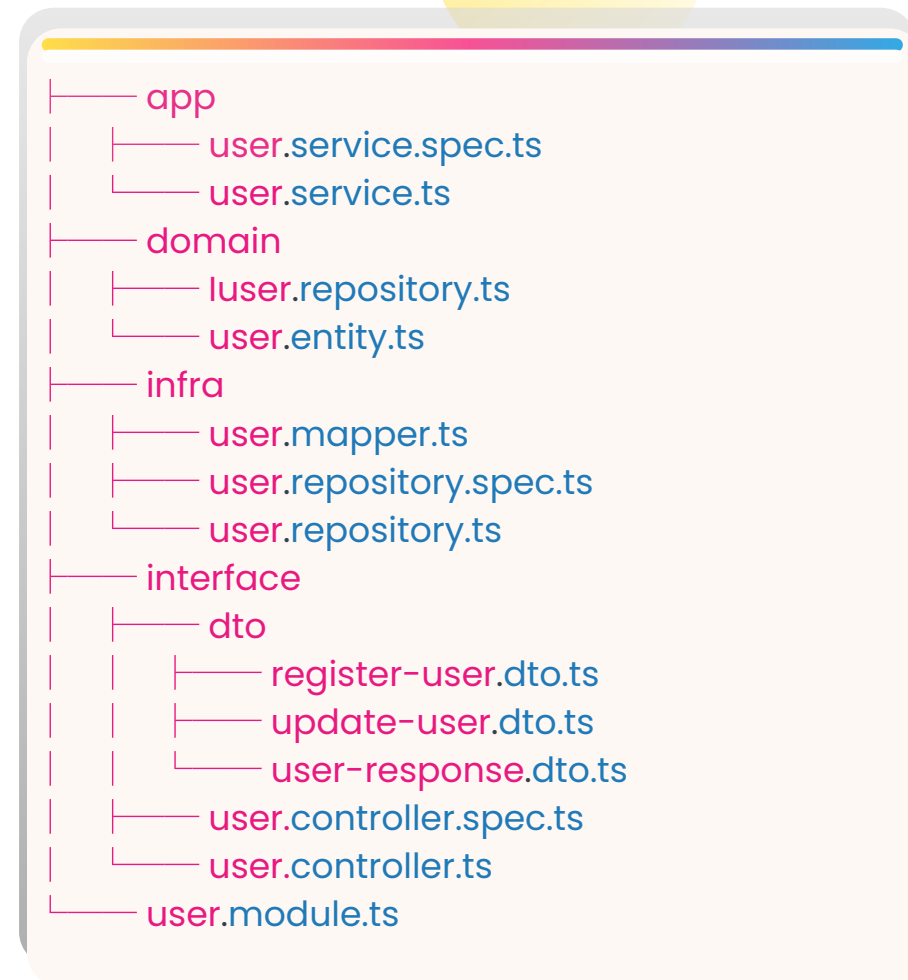 ├── app
│   ├── user.service.spec.ts
│   └── user.service.ts
├── domain
│   ├── Iuser.repository.ts
│   └── user.entity.ts
├── infra
│   ├── user.mapper.ts
│   ├── user.repository.spec.ts
│   └── user.repository.ts
├── interface
│   ├── dto
│   │   ├── register-user.dto.ts
│   │   ├── update-user.dto.ts
│   │   └── user-response.dto.ts
│   ├── user.controller.spec.ts
│   └── user.controller.ts
└── user.module.ts